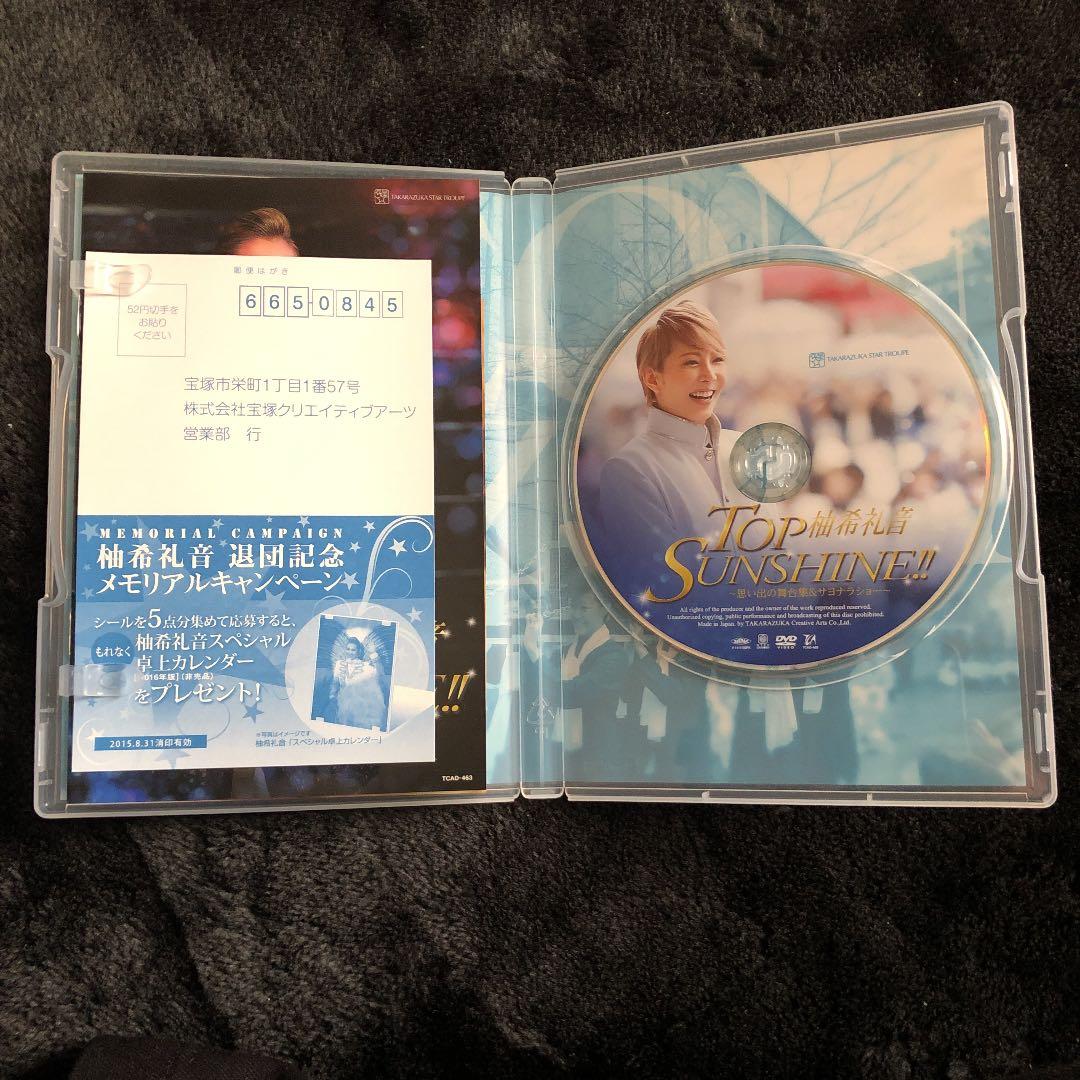 TAKARAZUKA STAR TROUPE
郵便はがき
52円切手を
お貼り
ください
6650845
宝塚市栄町1丁目1番57号
株式会社宝塚クリエイティブアーツ
営業部 行
MEMORIAL CAMPAIGN
柚希礼音 退団記念
メモリアルキャンペーン
シールを5点分集めて応募すると、
もれなく 柚希礼音スペシャル
卓上カレンダー
016年版](非売品)
をプレゼント!
※写真はイメージです
柚希礼音「スペシャル卓上カレンダー」
2015.8.31消印有効
!!
TCAD-463
TAKARAZUKA STAR TROUPE
TOP 柚希礼音
SUNSHINE!!
~思い出の舞台集&サヨナラショー~
All rights of the producer and the owner of the work reproduced reserved.
Unauthorized copying, public performance and broadcasting of this disc prohibited.
Made in Japan. by TAKARAZUKA Creative Arts Co.,Ltd.
DVD
VIDEO
TCAD-463